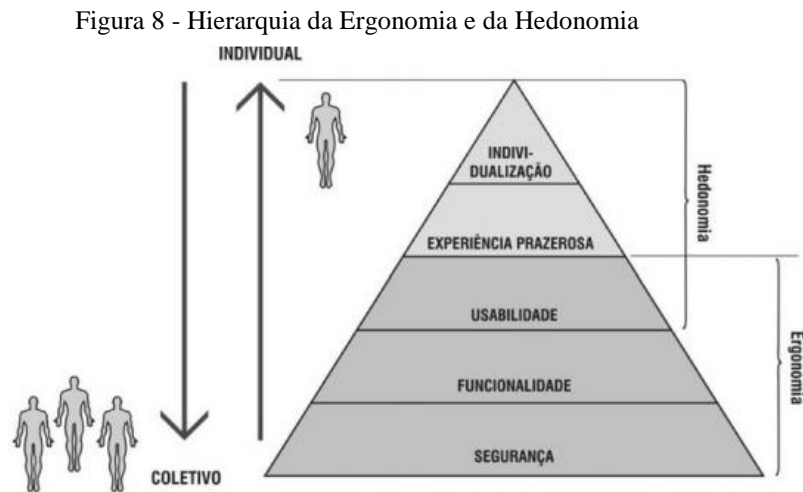 Figura 8 - Hierarquia da Ergonomia e da Hedonomia
INDIVIDUAL
INDIVI-
DUALIZAÇÃO
EXPERIÊNCIA PRAZEROSA
USABILIDADE
FUNCIONALIDADE
SEGURANÇA
COLETIVO
Hedonomia
Ergonomia